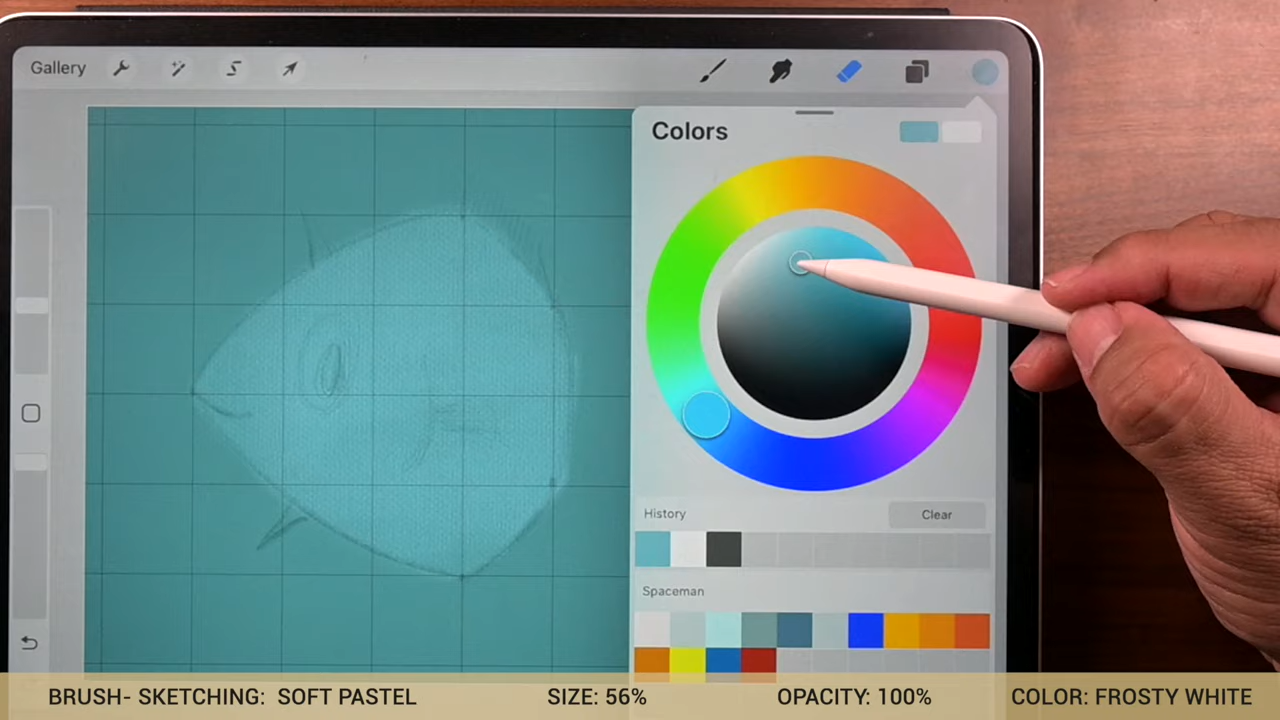 Gallery
Colors
History
Clear
Spaceman
BRUSH- SKETCHING: SOFT PASTEL SIZE: 56% OPACITY: 100% COLOR: FROSTY WHITE